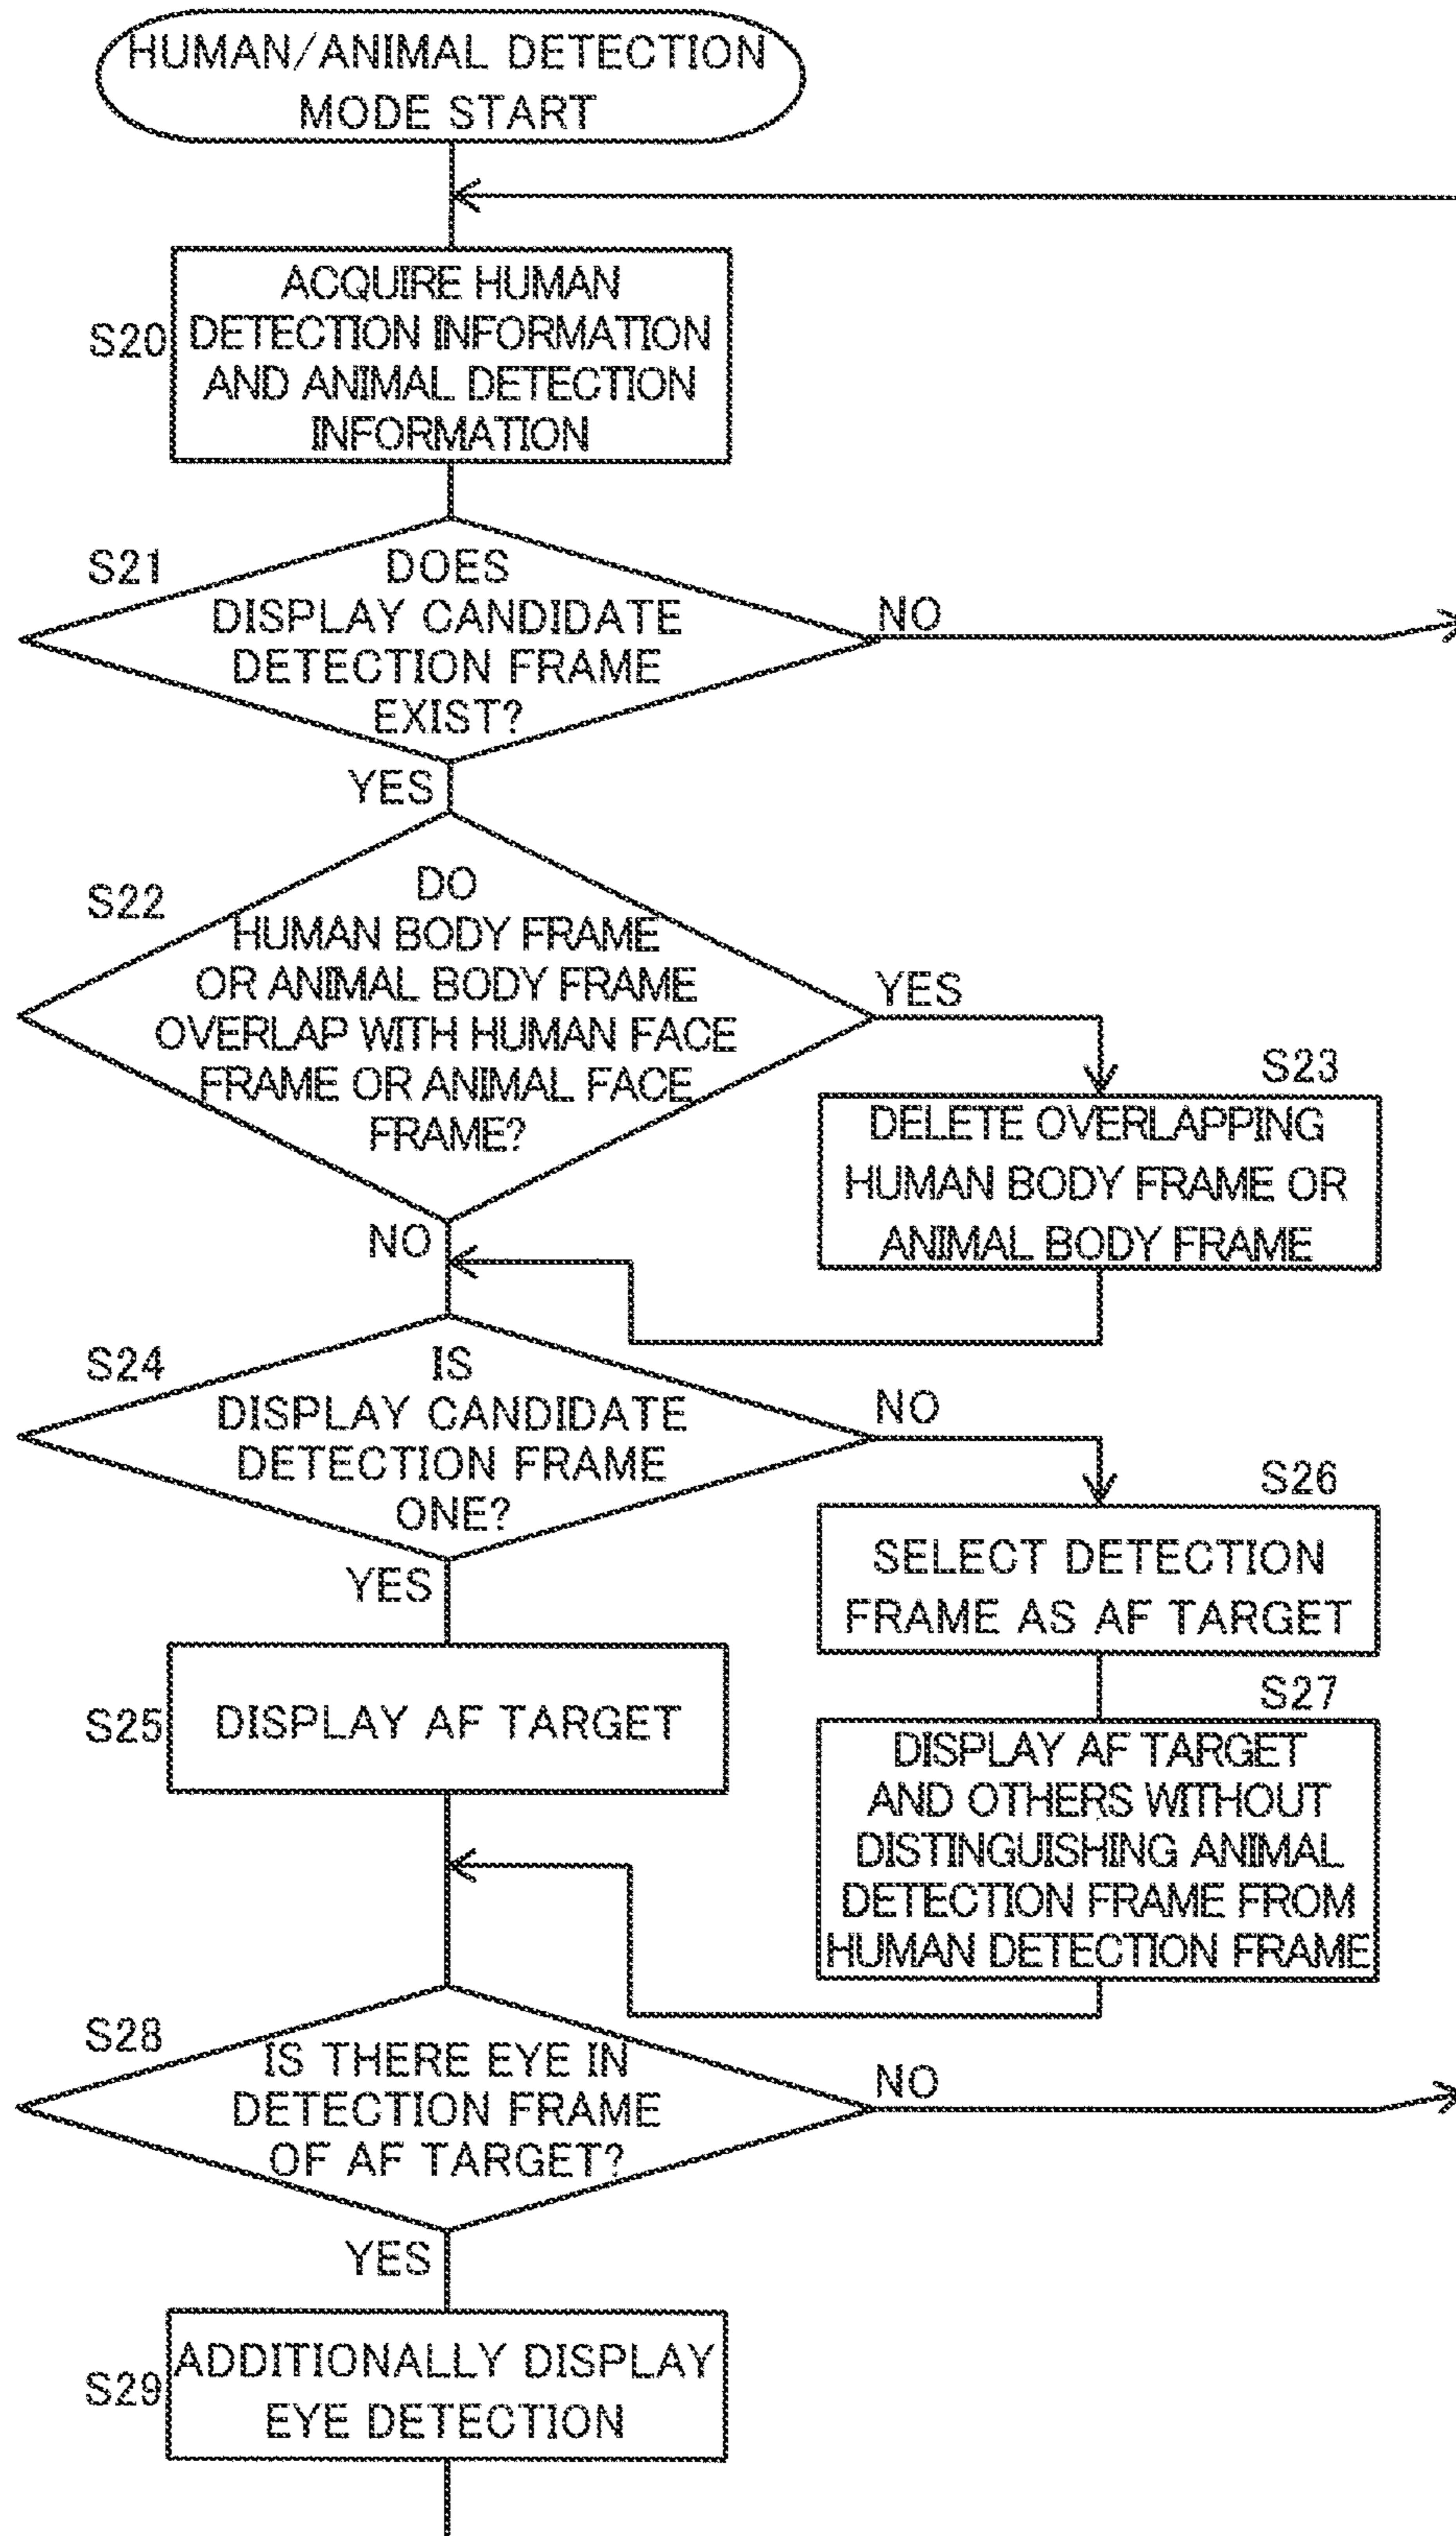 HUMAN/ANIMAL DETECTION
MODE START
S20
ACQUIRE HUMAN
DETECTION INFORMATION
AND ANIMAL DETECTION
INFORMATION
S21
DOES
DISPLAY CANDIDATE
DETECTION FRAME
EXIST?
NO
YES
S22
DO
HUMAN BODY FRAME
OR ANIMAL BODY FRAME
OVERLAP WITH HUMAN FACE
FRAME OR ANIMAL FACE
FRAME?
YES
S23
DELETE OVERLAPPING
HUMAN BODY FRAME OR
ANIMAL BODY FRAME
NO
S24
IS
DISPLAY CANDIDATE
DETECTION FRAME
ONE?
NO
YES
S26
SELECT DETECTION
FRAME AS AF TARGET
S25
DISPLAY AF TARGET
S27
DISPLAY AF TARGET
AND OTHERS WITHOUT
DISTINGUISHING ANIMAL
DETECTION FRAME FROM
HUMAN DETECTION FRAME
S28
IS THERE EYE IN
DETECTION FRAME
OF AF TARGET?
NO
YES
S29
ADDITIONALLY DISPLAY
EYE DETECTION